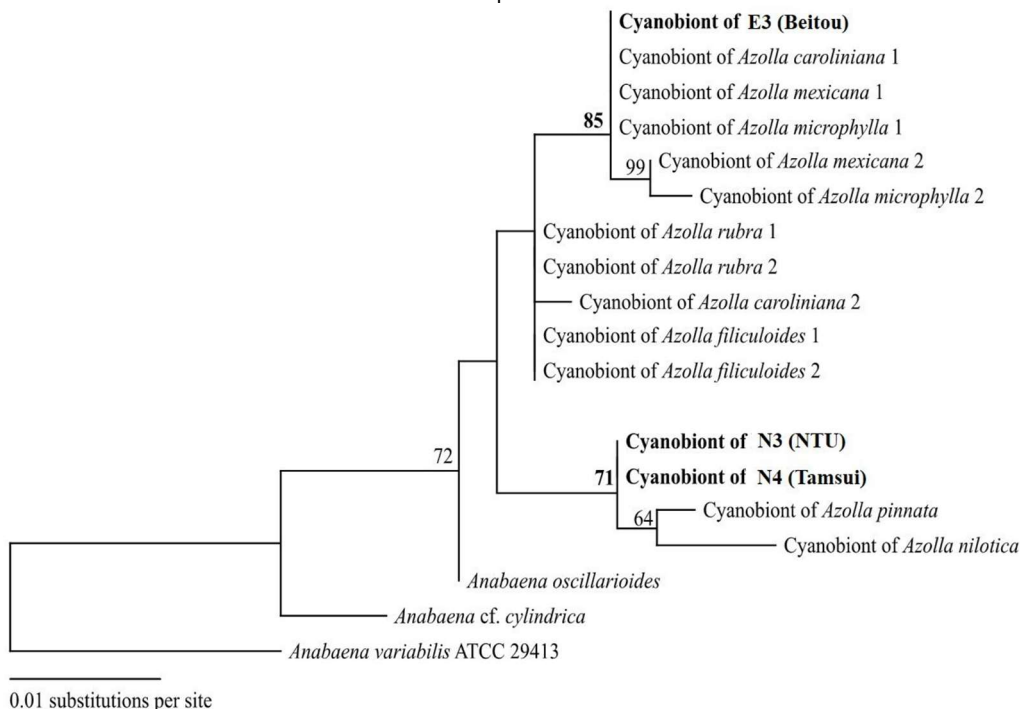 Cyanobiont of E3 (Beitou)
Cyanobiont of Azolla caroliniana 1
Cyanobiont of Azolla mexicana 1
85
Cyanobiont of Azolla microphylla 1
99
Cyanobiont of Azolla mexicana 2
Cyanobiont of Azolla microphylla 2
Cyanobiont of Azolla rubra 1
Cyanobiont of Azolla rubra 2
Cyanobiont of Azolla caroliniana 2
Cyanobiont of Azolla filiculoides 1
Cyanobiont of Azolla filiculoides 2
Cyanobiont of N3 (NTU)
72
71
Cyanobiont of N4 (Tamsui)
64
Cyanobiont of Azolla pinnata
Cyanobiont of Azolla nilotica
Anabaena oscillarioides
Anabaena cf. cylindrica
Anabaena variabilis ATCC 29413
0.01 substitutions per site